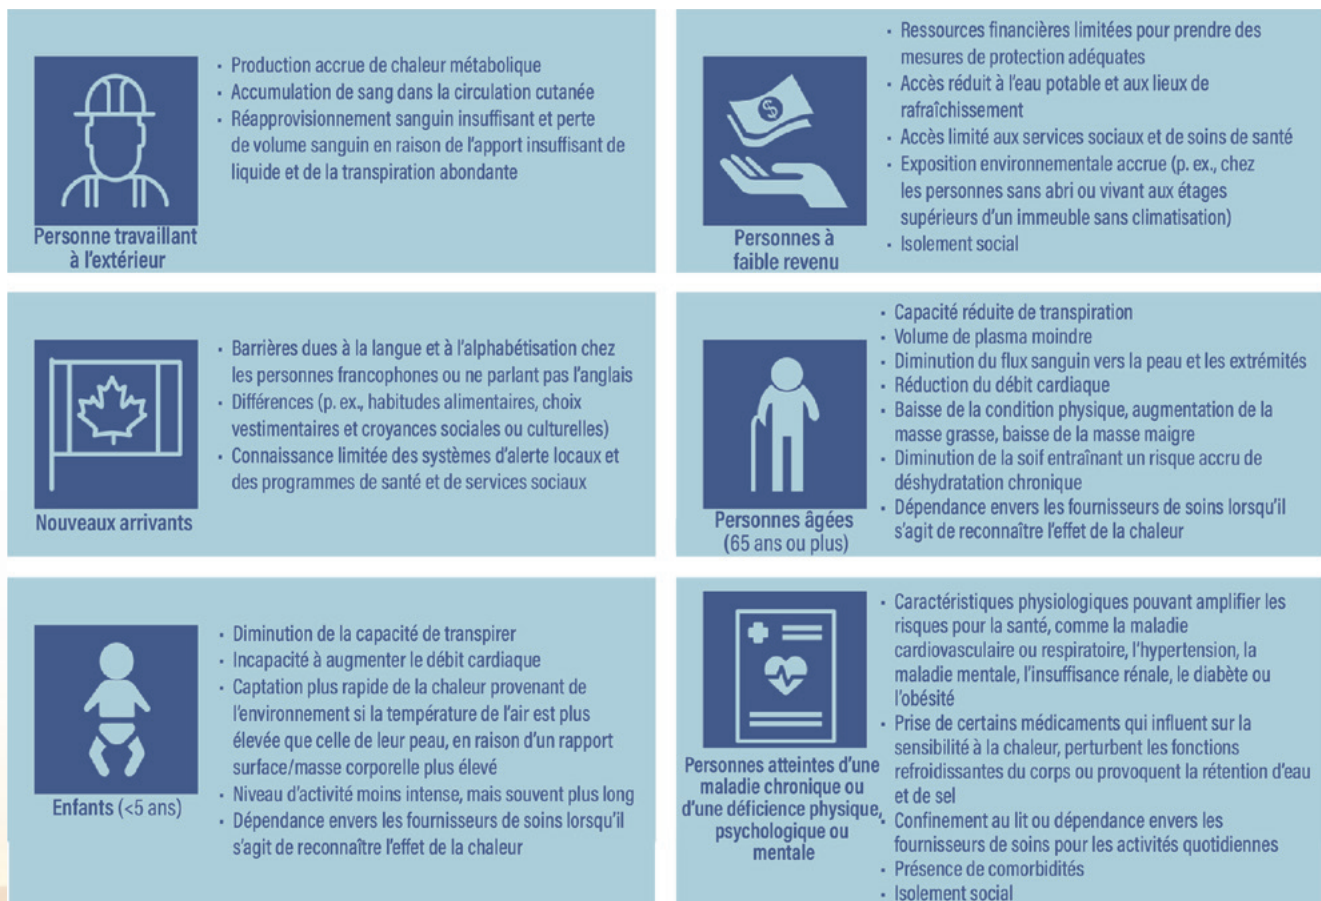 • Production accrue de chaleur métabolique
• Accumulation de sang dans la circulation cutanée
• Réapprovisionnement sanguin insuffisant et perte
de volume sanguin en raison de l'apport insuffisant de
liquide et de la transpiration abondante
Personne travaillant
à l'extérieur
• Ressources financières limitées pour prendre des
mesures de protection adéquates
• Accès réduit à l'eau potable et aux lieux de
rafraîchissement
• Accès limité aux services sociaux et de soins de santé
• Exposition environnementale accrue (p. ex., chez
les personnes sans abri ou vivant aux étages
supérieurs d'un immeuble sans climatisation)
• Isolement social
$
Personnes à
faible revenu
• Barrières dues à la langue et à l'alphabétisation chez
les personnes francophones ou ne parlant pas l'anglais
• Différences (p. ex., habitudes alimentaires, choix
vestimentaires et croyances sociales ou culturelles)
• Connaissance limitée des systèmes d'alerte locaux et
des programmes de santé et de services sociaux
Nouveaux arrivants
• Capacité réduite de transpiration
• Volume de plasma moindre
• Diminution du flux sanguin vers la peau et les extrémités
• Réduction du débit cardiaque
• Baisse de la condition physique, augmentation de la
masse grasse, baisse de la masse maigre
• Diminution de la soif entraînant un risque accru de
déshydratation chronique
• Dépendance envers les fournisseurs de soins lorsqu'il
s'agit de reconnaître l'effet de la chaleur
Personnes âgées
(65 ans ou plus)
• Diminution de la capacité de transpirer
• Incapacité à augmenter le débit cardiaque
• Captation plus rapide de la chaleur provenant de
l'environnement si la température de l'air est plus
élevée que celle de leur peau, en raison d'un rapport
surface/masse corporelle plus élevé
• Niveau d'activité moins intense, mais souvent plus long
• Dépendance envers les fournisseurs de soins lorsqu'il
s'agit de reconnaître l'effet de la chaleur
Enfants (<5 ans)
• Caractéristiques physiologiques pouvant amplifier les
risques pour la santé, comme la maladie
cardiovasculaire ou respiratoire, l'hypertension, la
maladie mentale, l'insuffisance rénale, le diabète ou
l'obésité
• Prise de certains médicaments qui influent sur la
sensibilité à la chaleur, perturbent les fonctions
refroidissantes du corps ou provoquent la rétention d'eau
et de sel
• Confinement au lit ou dépendance envers les
fournisseurs de soins pour les activités quotidiennes
• Présence de comorbidités
• Isolement social
Personnes atteintes d'une
maladie chronique ou
d'une déficience physique,
psychologique ou
mentale